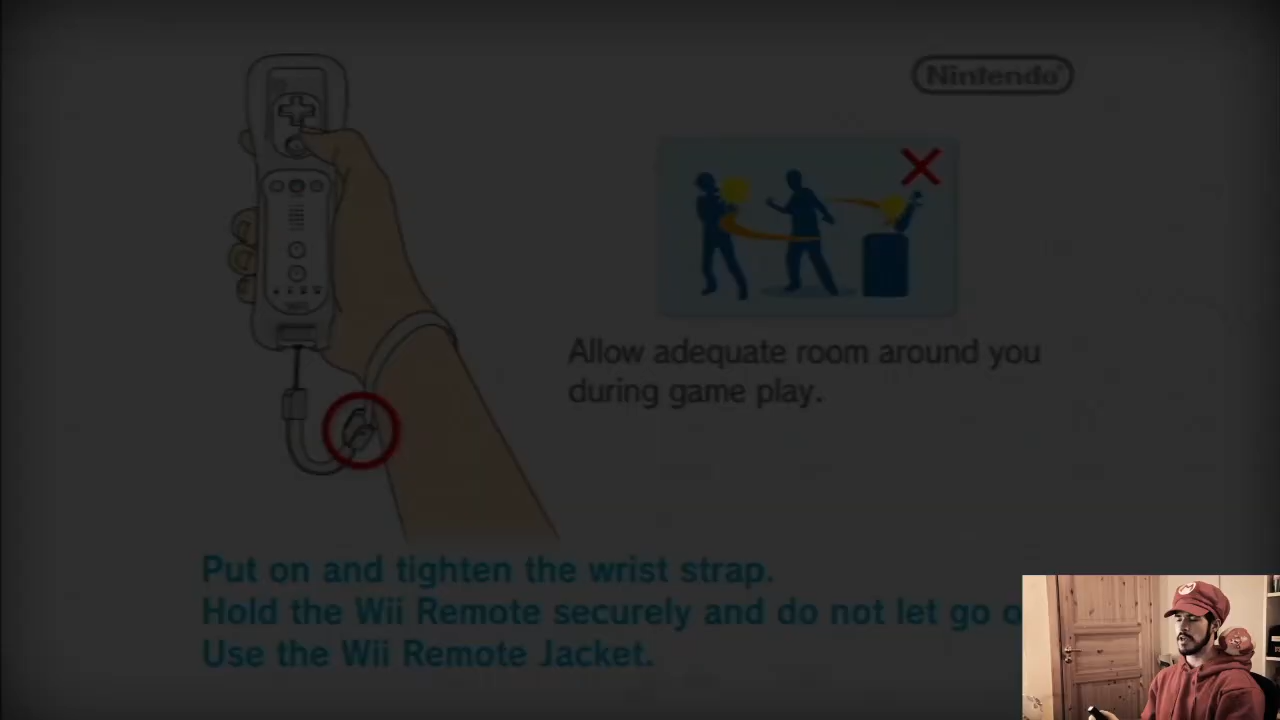 Nintendo
Allow adequate room around you
during game play.
Put on and tighten the wrist strap.
Hold the Wii Remote securely and do not let go o
Use the Wii Remote Jacket.